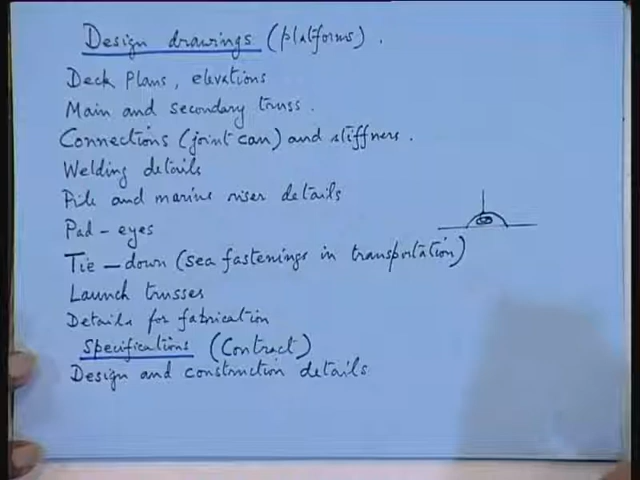 Design drawings (platforms).
Deck Plans, elevations
Main and secondary truss.
Connections (joint can) and stiffners.
Welding details
Pile and marine riser details
Pad-eyes
Tie-down (sea fastenings in transportation)
Launch trusses
Details for fabrication
Specifications (Contract)
Design and construction details